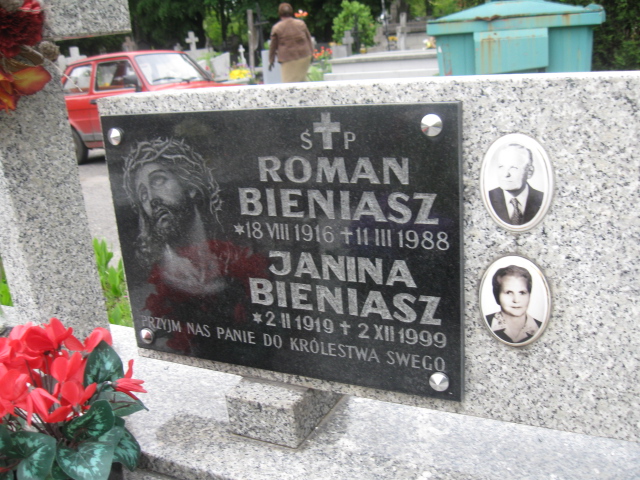 Ś P
ROMAN
BIENIASZ
*18 VIII 1916 +11 III 1988
JANINA
BIENIASZ
*2·II 1919 + 2 XII 1999
PRZYJM NAS PANIE DO KRÓLESTWA SWEGO